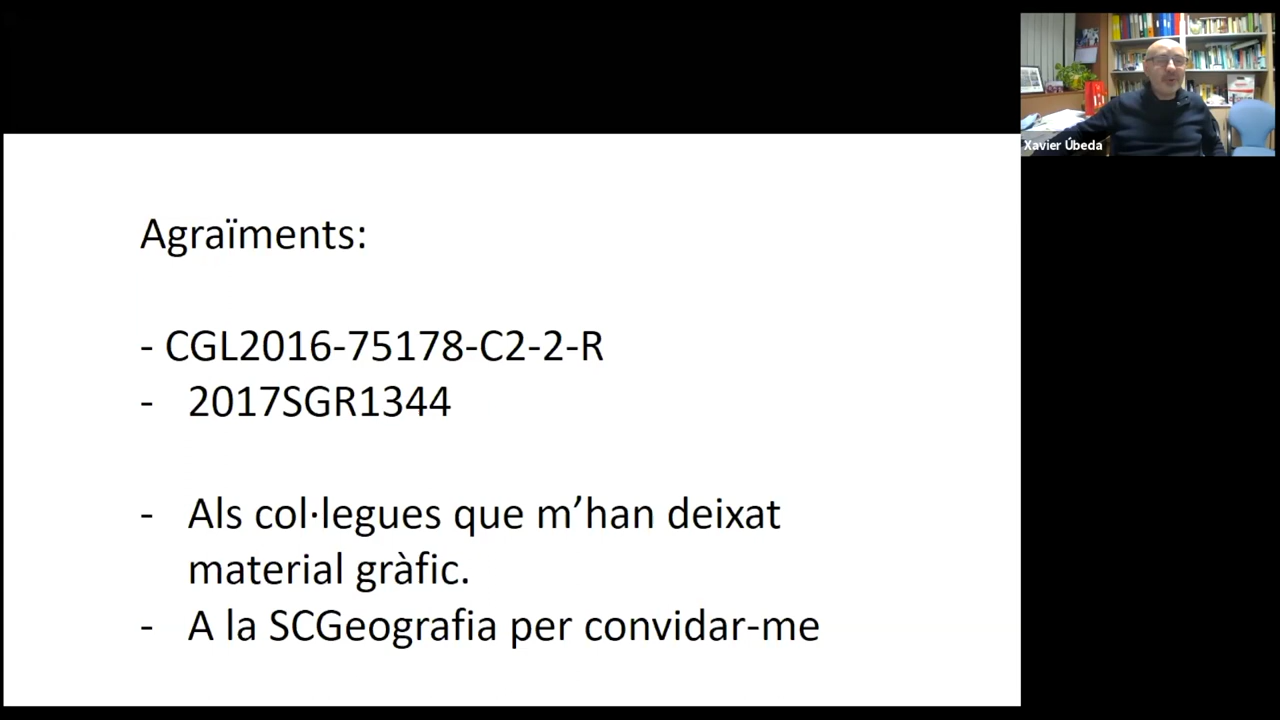 Agraïments:
- CGL2016-75178-C2-2-R
- 2017SGR1344
- Als col·legues que m’han deixat
material gràfic.
- A la SCGeografia per convidar-me
Xavier Úbeda